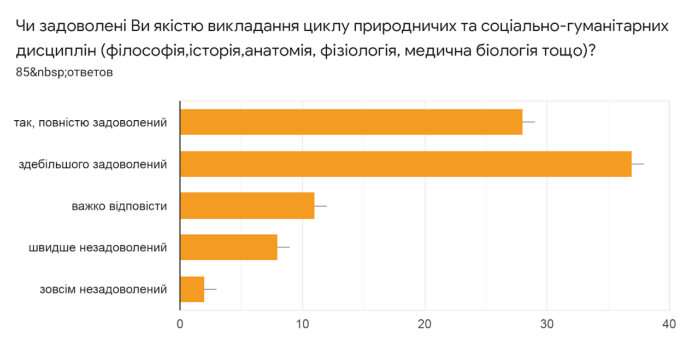 Чи задоволені Ви якістю викладання циклу природничих та соціально-гуманітарних
дисциплін (філософія,історія,анатомія, фізіологія, медична біологія тощо)?
85&nbsp;ответов
так, повністю задоволений
здебільшого задоволений
важко відповісти
швидше незадоволений
зовсім незадоволений
0 10 20 30 40